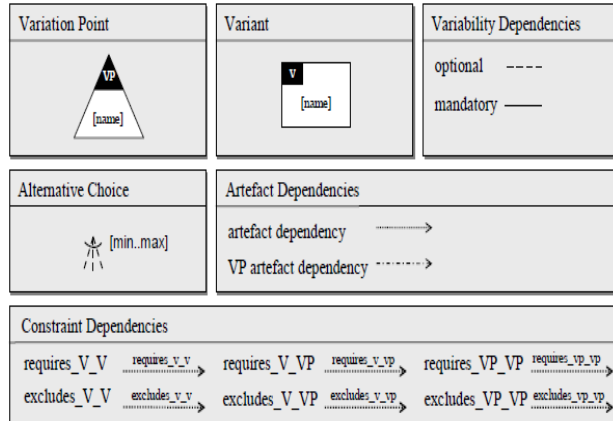 Variation Point
VP
[name]
Variant
V
[name]
Variability Dependencies
optional
mandatory
Alternative Choice
[min..max]
Artefact Dependencies
artefact dependency
VP artefact dependency
Constraint Dependencies
requires_V_V requires_v_v requires_V_VP requires_v_vp requires_VP_VP requires_vp_vp
excludes_V_V excludes_v_v excludes_V_VP excludes_v_vp excludes_VP_VP excludes_vp_vp